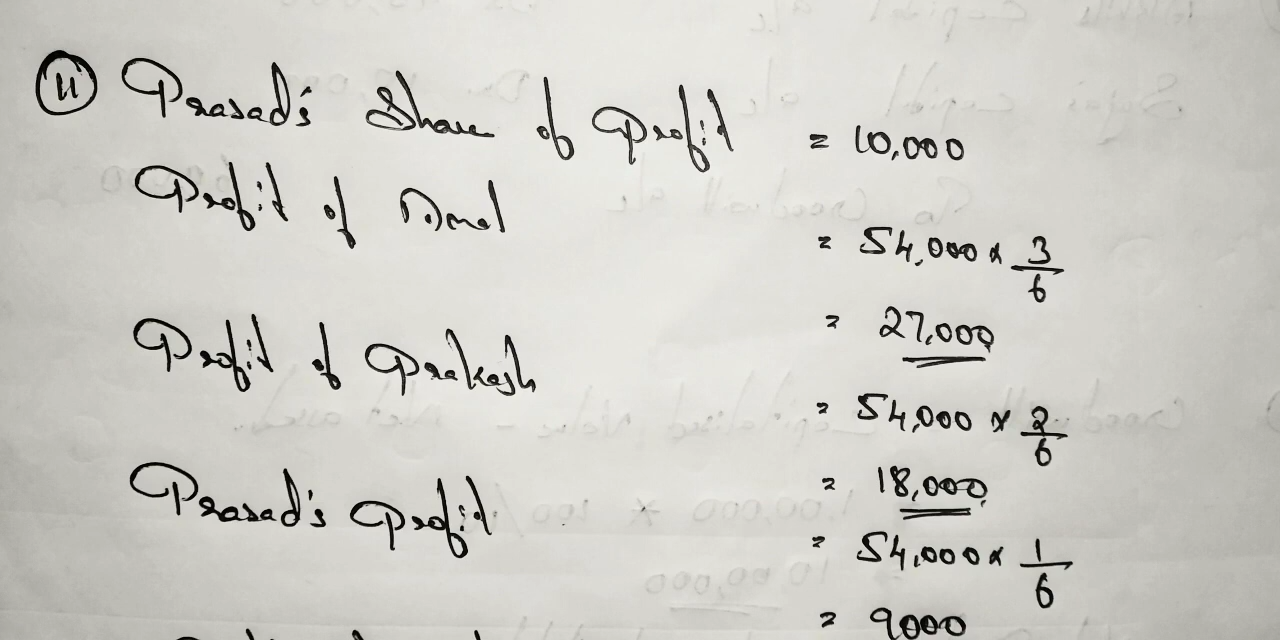 11 Prasad's Share of Profit = 10,000
Profit of Amal
= 54,000 x 3/6
= 27,000
Profit of Prakash
= 54,000 x 2/6
= 18,000
Prasad's Profit
= 54,000 x 1/6
= 9000